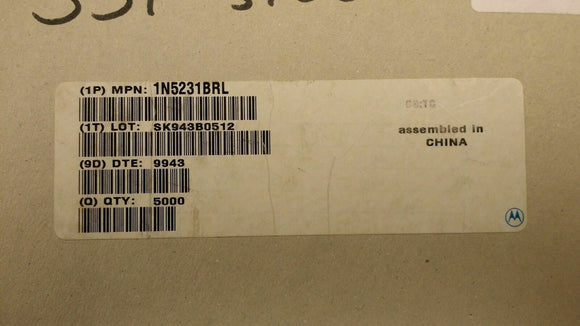 (1P) MPN: 1N5231BRL
(1T) LOT: SK943B0512
(9D) DTE: 9943
(Q) QTY: 5000
assembled in
CHINA